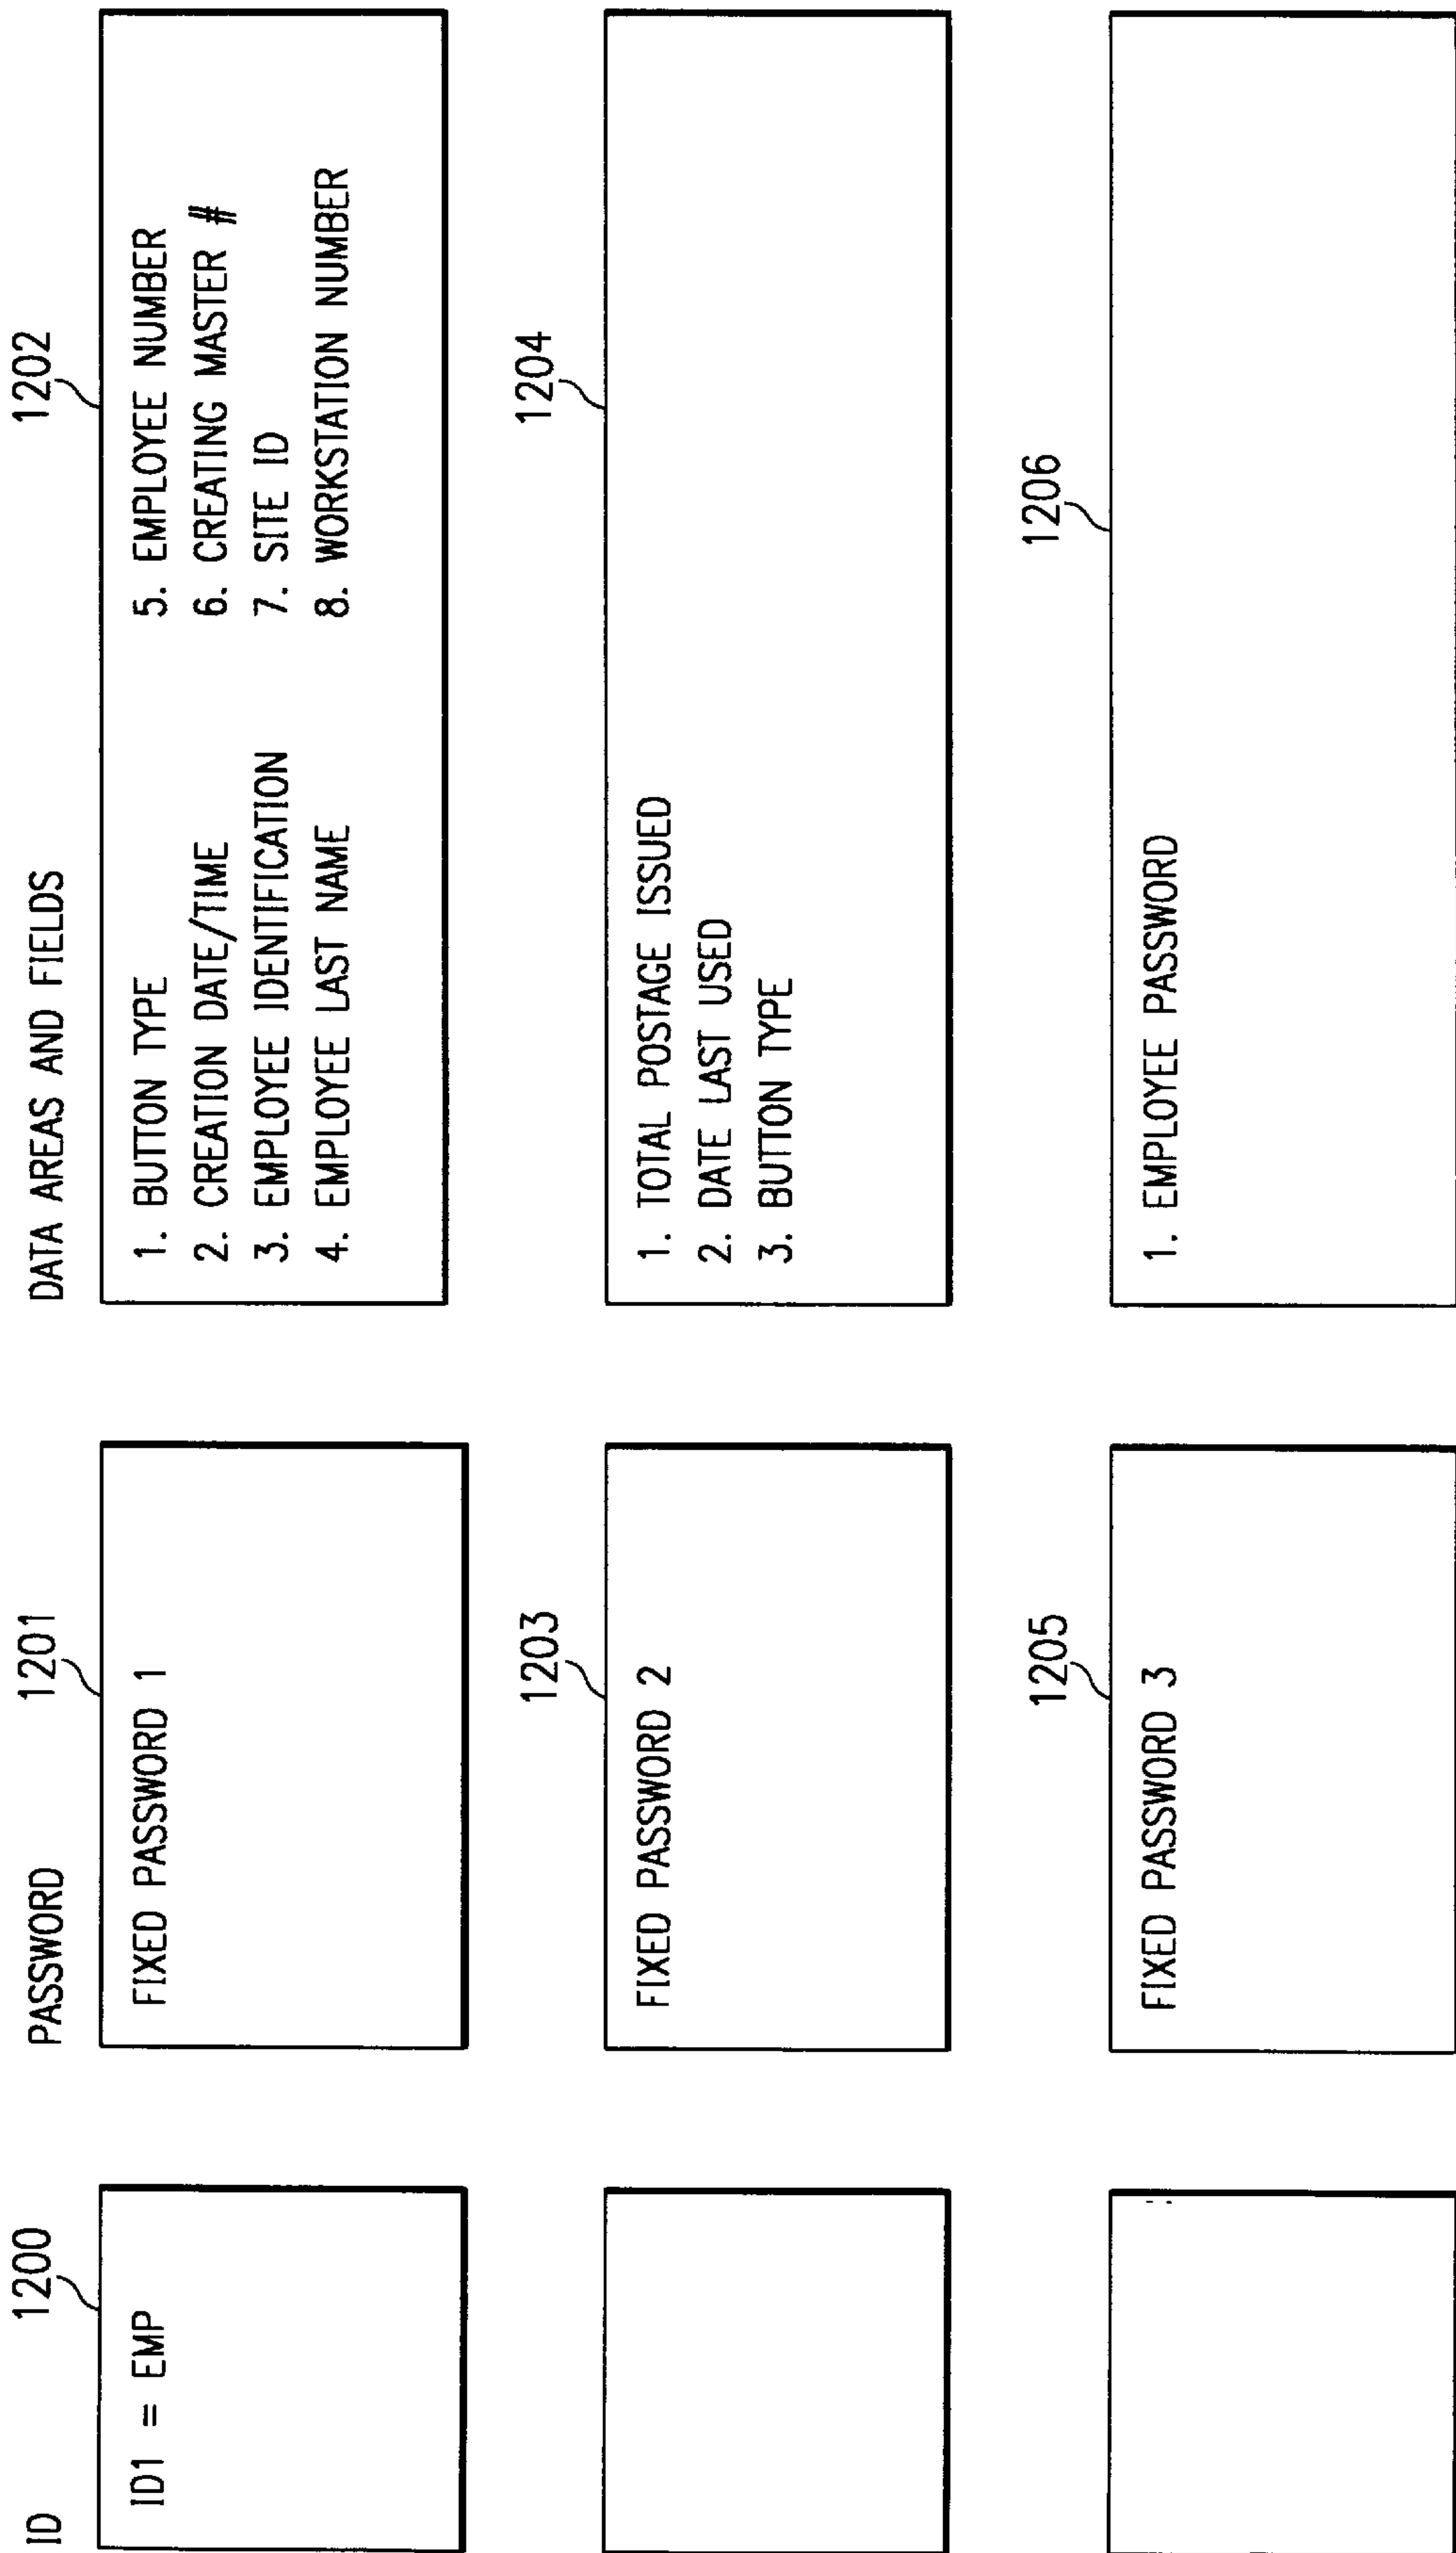 ID
PASSWORD
DATA AREAS AND FIELDS
1200
1201
1202
ID1 = EMP
FIXED PASSWORD 1
1. BUTTON TYPE
2. CREATION DATE/TIME
3. EMPLOYEE IDENTIFICATION
4. EMPLOYEE LAST NAME
5. EMPLOYEE NUMBER
6. CREATING MASTER #
7. SITE ID
8. WORKSTATION NUMBER
1203
1204
FIXED PASSWORD 2
1. TOTAL POSTAGE ISSUED
2. DATE LAST USED
3. BUTTON TYPE
1205
1206
FIXED PASSWORD 3
1. EMPLOYEE PASSWORD